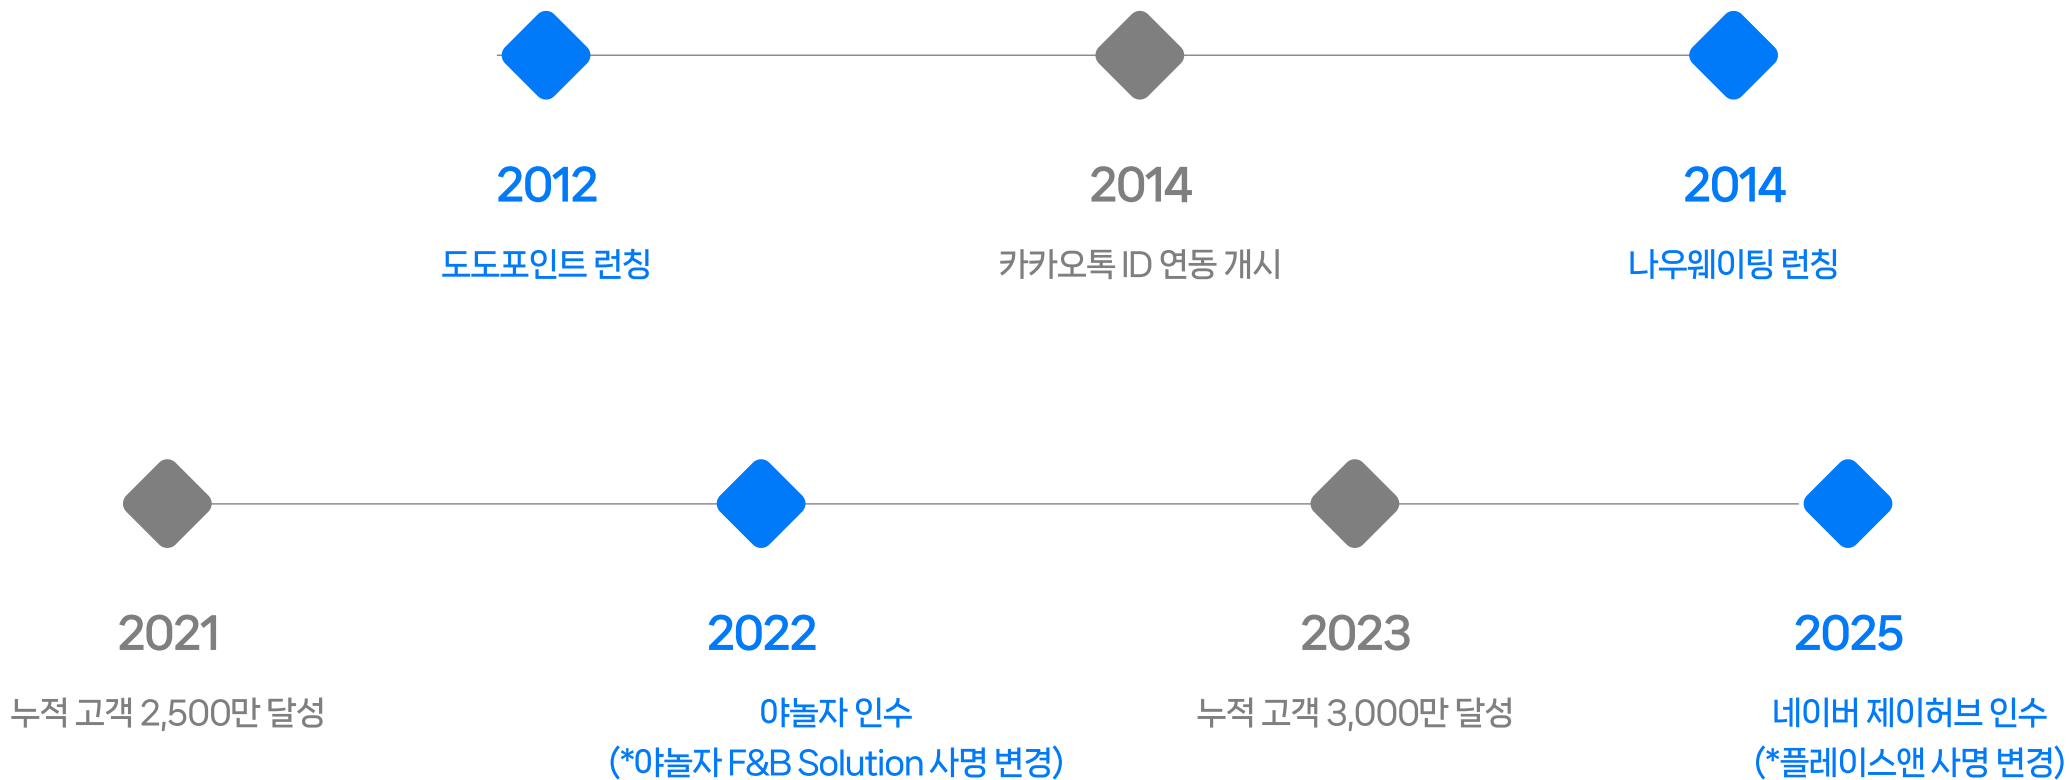 2012
도도포인트 런칭
2014
카카오톡 ID 연동 개시
2014
나우웨이팅 런칭
2021
누적 고객 2,500만 달성
2022
야놀자 인수
(*야놀자 F&B Solution 사명 변경)
2023
누적 고객 3,000만 달성
2025
네이버 제이허브 인수
(*플레이스앤 사명 변경)